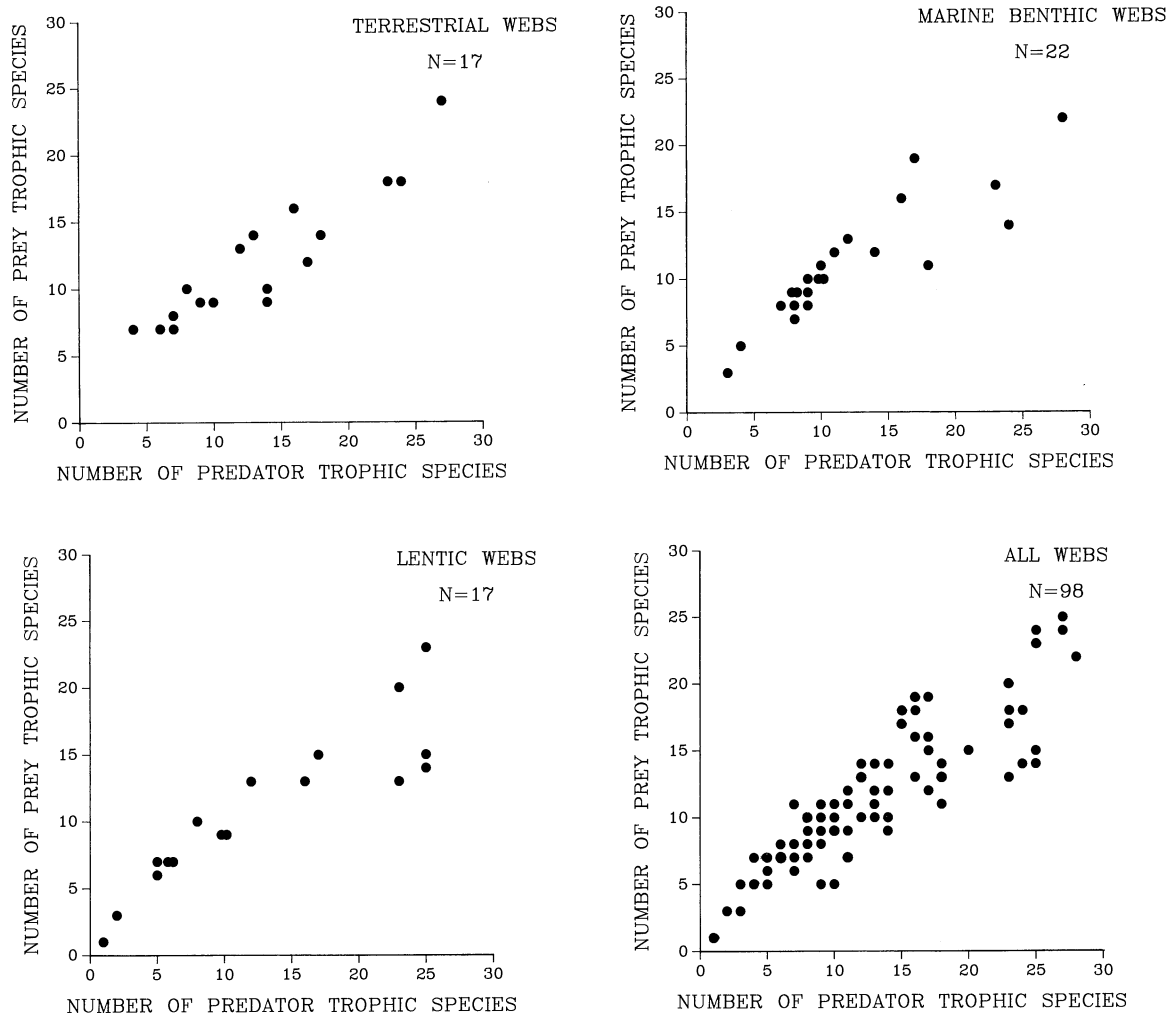 TERRESTRIAL WEBS
N=17
NUMBER OF PREY TROPHIC SPECIES
30
25
20
15
10
5
0
0 5 10 15 20 25 30
NUMBER OF PREDATOR TROPHIC SPECIES
MARINE BENTHIC WEBS
N=22
NUMBER OF PREY TROPHIC SPECIES
30
25
20
15
10
5
0
0 5 10 15 20 25 30
NUMBER OF PREDATOR TROPHIC SPECIES
LENTIC WEBS
N=17
NUMBER OF PREY TROPHIC SPECIES
30
25
20
15
10
5
0
0 5 10 15 20 25 30
NUMBER OF PREDATOR TROPHIC SPECIES
ALL WEBS
N=98
NUMBER OF PREY TROPHIC SPECIES
30
25
20
15
10
5
0
0 5 10 15 20 25 30
NUMBER OF PREDATOR TROPHIC SPECIES